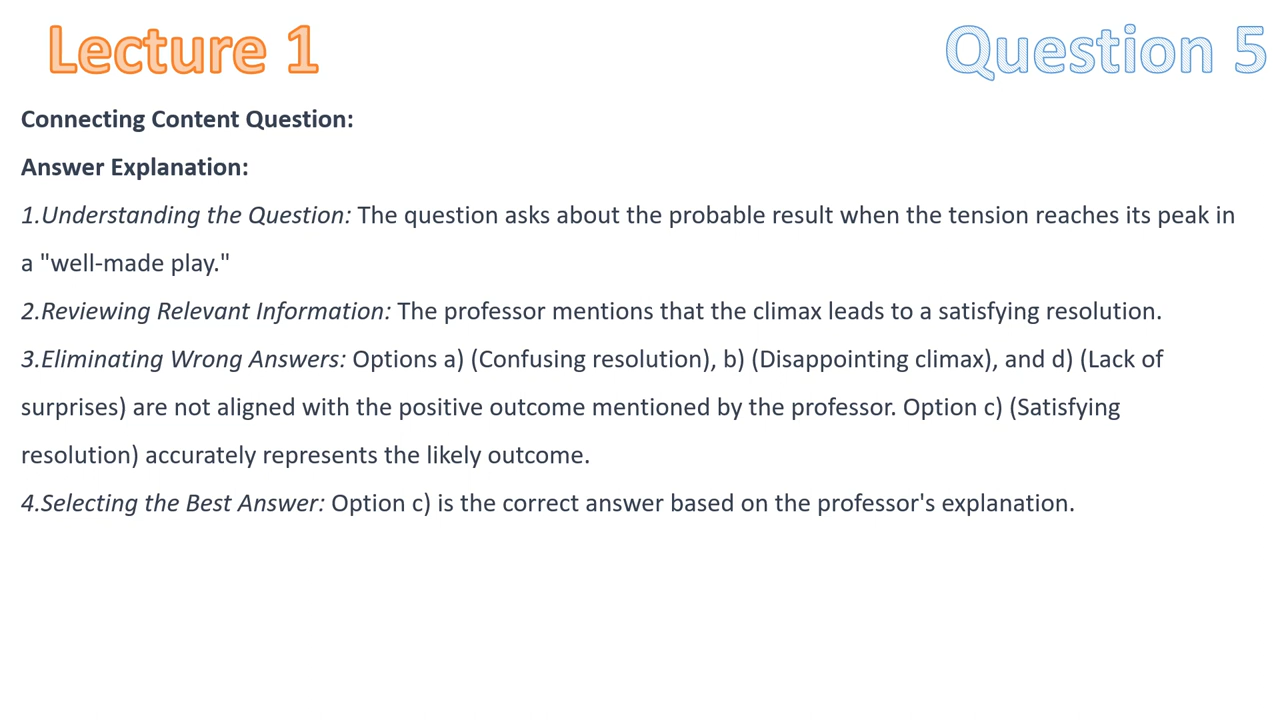 Lecture 1
Question 5
Connecting Content Question:
Answer Explanation:
1.Understanding the Question: The question asks about the probable result when the tension reaches its peak in
a "well-made play."
2.Reviewing Relevant Information: The professor mentions that the climax leads to a satisfying resolution.
3.Eliminating Wrong Answers: Options a) (Confusing resolution), b) (Disappointing climax), and d) (Lack of
surprises) are not aligned with the positive outcome mentioned by the professor. Option c) (Satisfying
resolution) accurately represents the likely outcome.
4.Selecting the Best Answer: Option c) is the correct answer based on the professor's explanation.